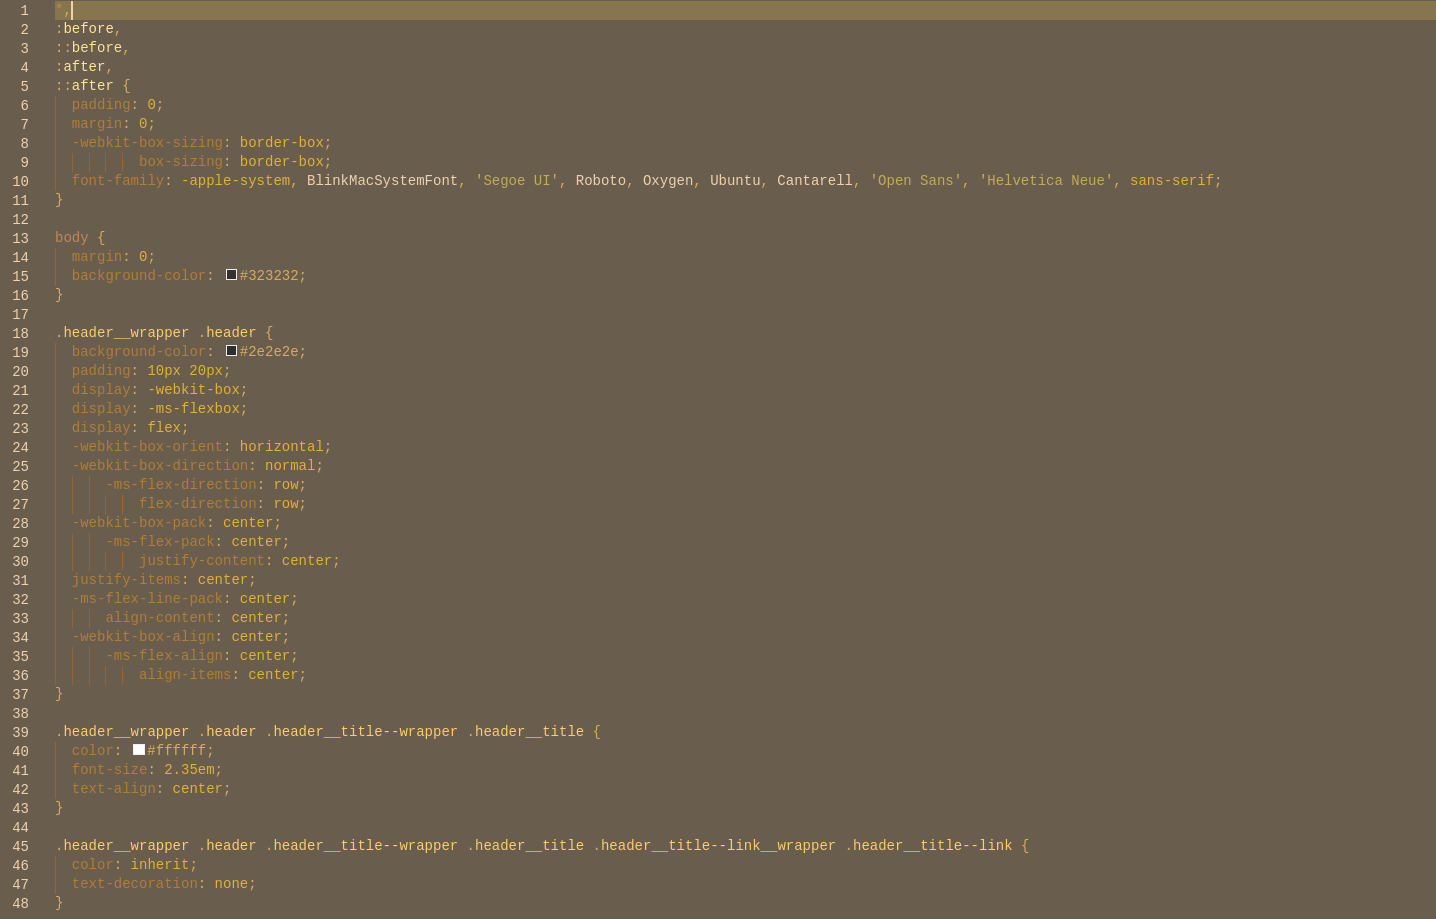 1 *,
2 :before,
3 ::before,
4 :after,
5 ::after {
6   padding: 0;
7   margin: 0;
8   -webkit-box-sizing: border-box;
9           box-sizing: border-box;
10   font-family: -apple-system, BlinkMacSystemFont, 'Segoe UI', Roboto, Oxygen, Ubuntu, Cantarell, 'Open Sans', 'Helvetica Neue', sans-serif;
11 }
12
13 body {
14   margin: 0;
15   background-color: #323232;
16 }
17
18 .header__wrapper .header {
19   background-color: #2e2e2e;
20   padding: 10px 20px;
21   display: -webkit-box;
22   display: -ms-flexbox;
23   display: flex;
24   -webkit-box-orient: horizontal;
25   -webkit-box-direction: normal;
26       -ms-flex-direction: row;
27           flex-direction: row;
28   -webkit-box-pack: center;
29       -ms-flex-pack: center;
30           justify-content: center;
31   justify-items: center;
32   -ms-flex-line-pack: center;
33       align-content: center;
34   -webkit-box-align: center;
35       -ms-flex-align: center;
36           align-items: center;
37 }
38
39 .header__wrapper .header .header__title--wrapper .header__title {
40   color: #ffffff;
41   font-size: 2.35em;
42   text-align: center;
43 }
44
45 .header__wrapper .header .header__title--wrapper .header__title .header__title--link__wrapper .header__title--link {
46   color: inherit;
47   text-decoration: none;
48 }